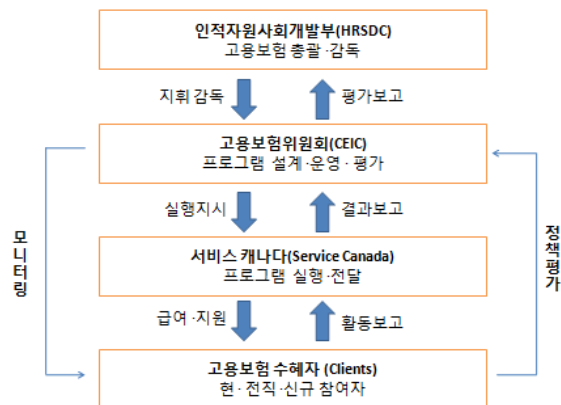 인적자원사회개발부(HRSDC)
고용보험 총괄·감독
지휘 감독
평가보고
고용보험위원회(CEIC)
프로그램 설계·운영·평가
실행지시
결과보고
모니터링
정책평가
서비스 캐나다(Service Canada)
프로그램 실행·전달
급여·지원
활동보고
고용보험 수혜자 (Clients)
현·전직·신규 참여자